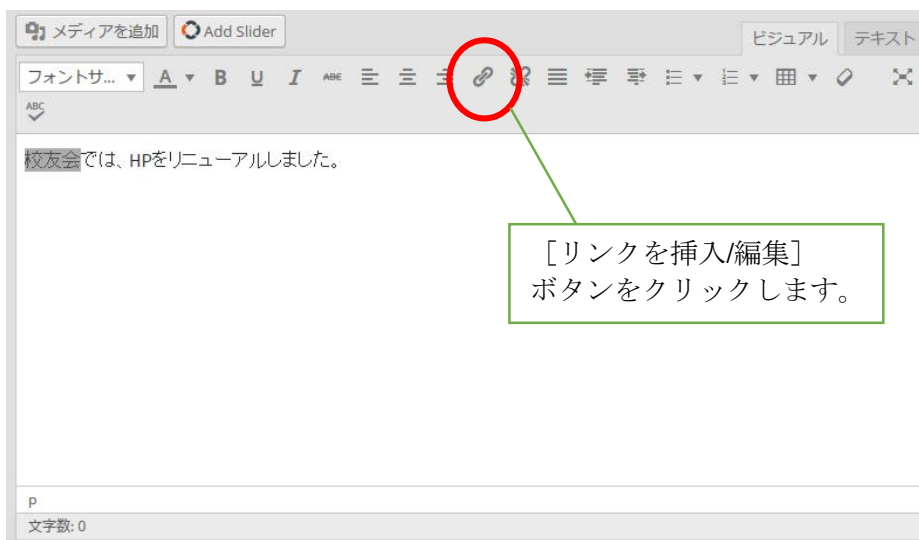 メディアを追加 Add Slider
ビジュアル テキスト
フォントサ... A B U I ABE
ABC
校友会では、HPをリニューアルしました。
［リンクを挿入/編集］
ボタンをクリックします。
p
文字数: 0